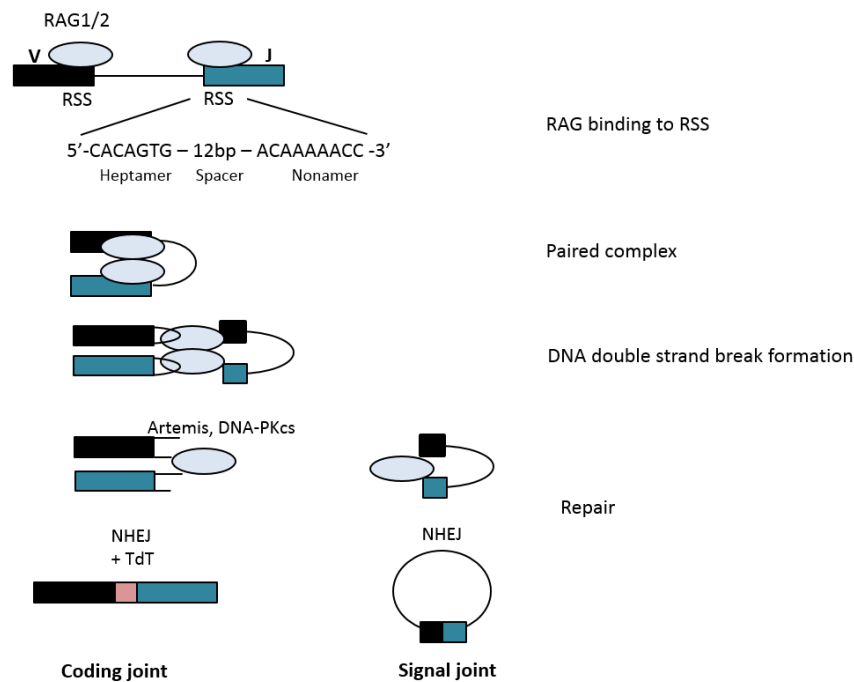 RAG1/2
V
J
RSS
RSS
RAG binding to RSS
5’-CACAGTG – 12bp – ACAAAAACC -3’
Heptamer Spacer Nonamer
Paired complex
DNA double strand break formation
Artemis, DNA-PKcs
Repair
NHEJ
+ TdT
NHEJ
Coding joint
Signal joint